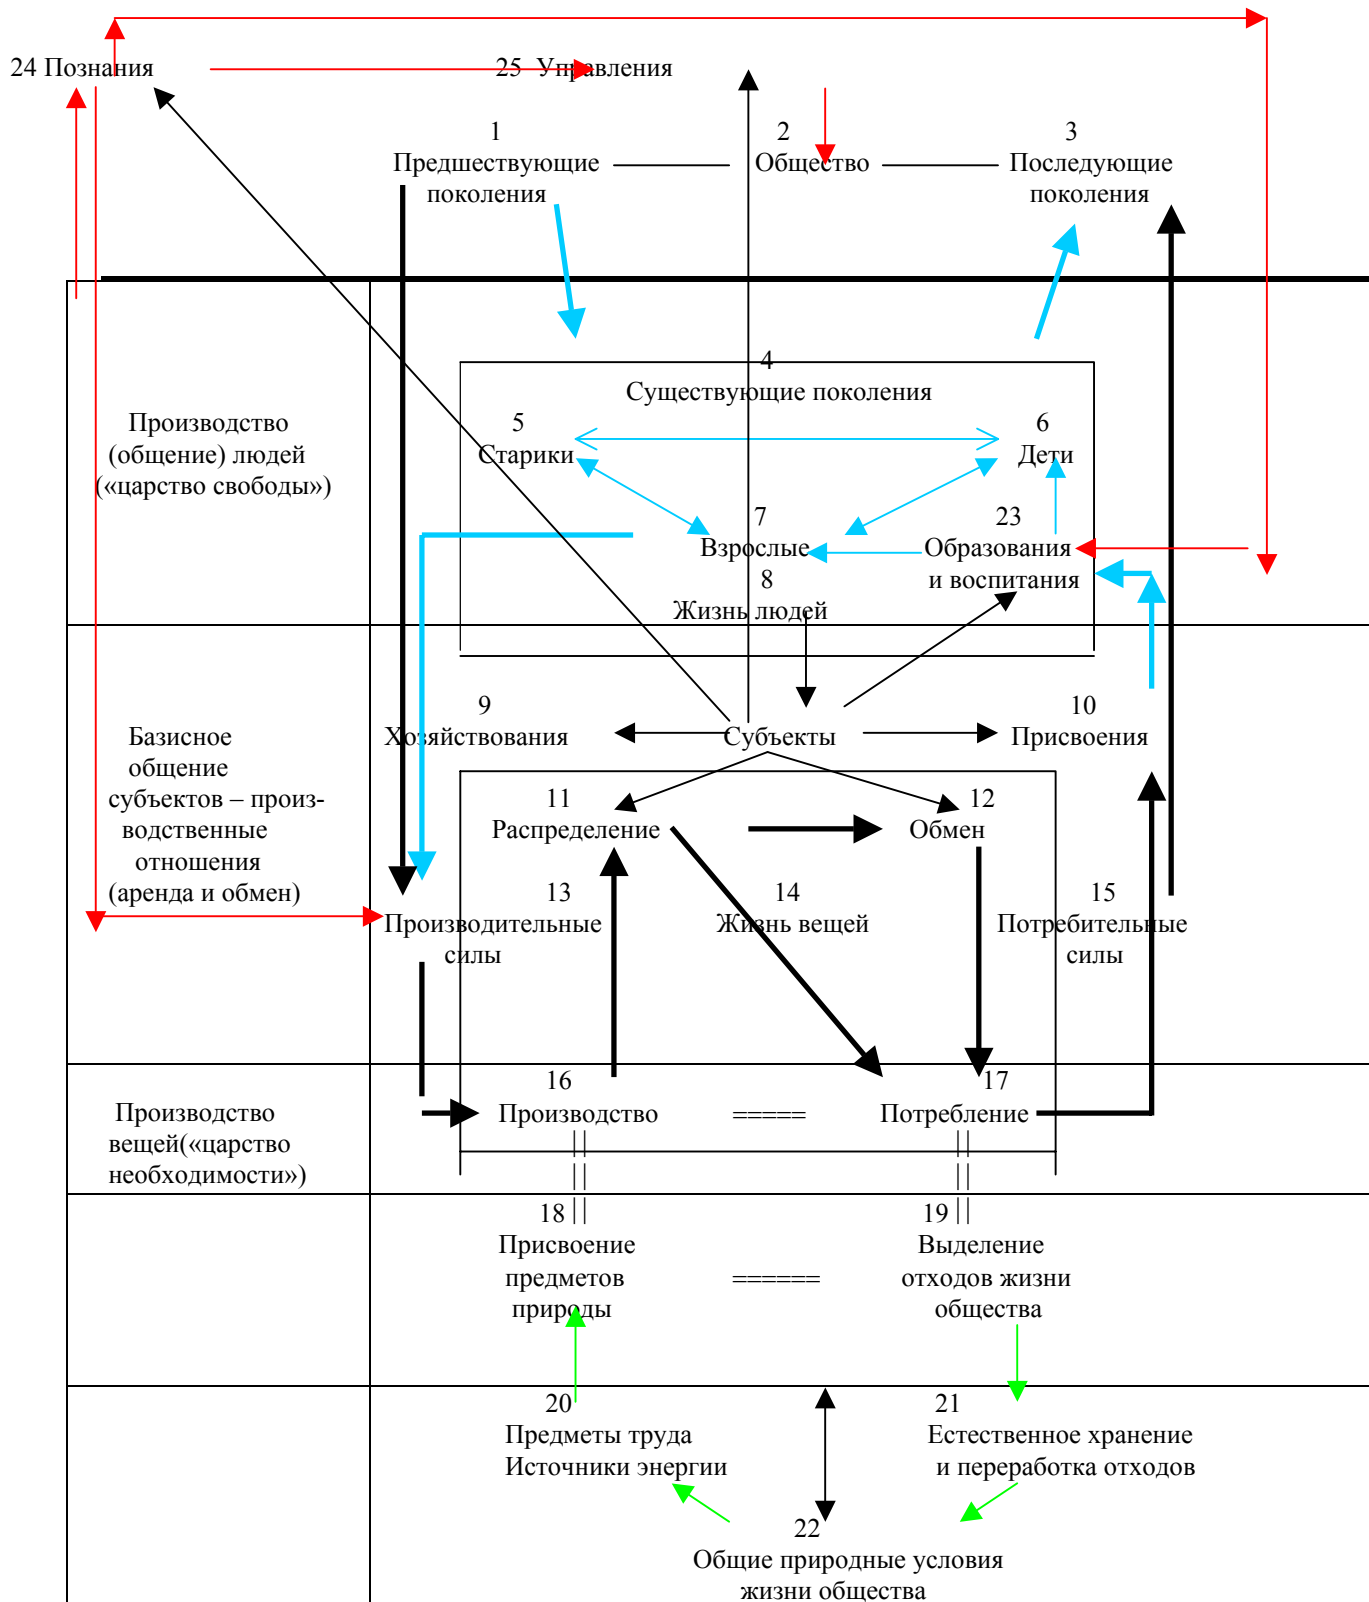 24 Познания
25 Управления
1
2
3
Предшествующие
Общество
Последующие
поколения
поколения
4
Существующие поколения
Производство
(общение) людей
(«царство свободы»)
5
6
Старики
Дети
7
23
Взрослые
Образования
8
и воспитания
Жизнь людей
9
10
Хозяйствования
Субъекты
Присвоения
Базисное
общение
субъектов – произ-
водственные
отношения
(аренда и обмен)
11
12
Распределение
Обмен
13
14
15
Производительные
Жизнь вещей
Потребительные
силы
силы
16
17
Производство
=====
Потребление
Производство
вещей(«царство
необходимости»)
||
||
||
||
18 ||
19 ||
Присвоение
Выделение
предметов
======
отходов жизни
природы
общества
20
21
Предметы труда
Естественное хранение
Источники энергии
и переработка отходов
22
Общие природные условия
жизни общества